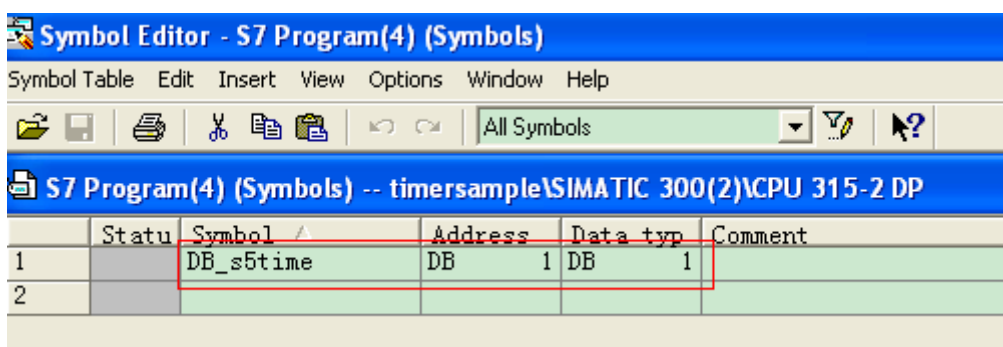 Symbol Editor - S7 Program(4) (Symbols)
Symbol Table Edit Insert View Options Window Help
All Symbols
S7 Program(4) (Symbols) -- timersample\SIMATIC 300(2)\CPU 315-2 DP
Statu Symbol Address Data typ Comment
1 DB_s5time DB 1 DB 1
2